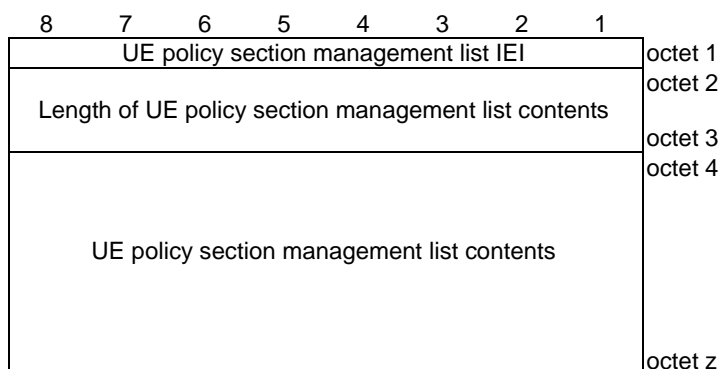 8 7 6 5 4 3 2 1
UE policy section management list IEI octet 1
octet 2
Length of UE policy section management list contents
octet 3
octet 4
UE policy section management list contents
octet z